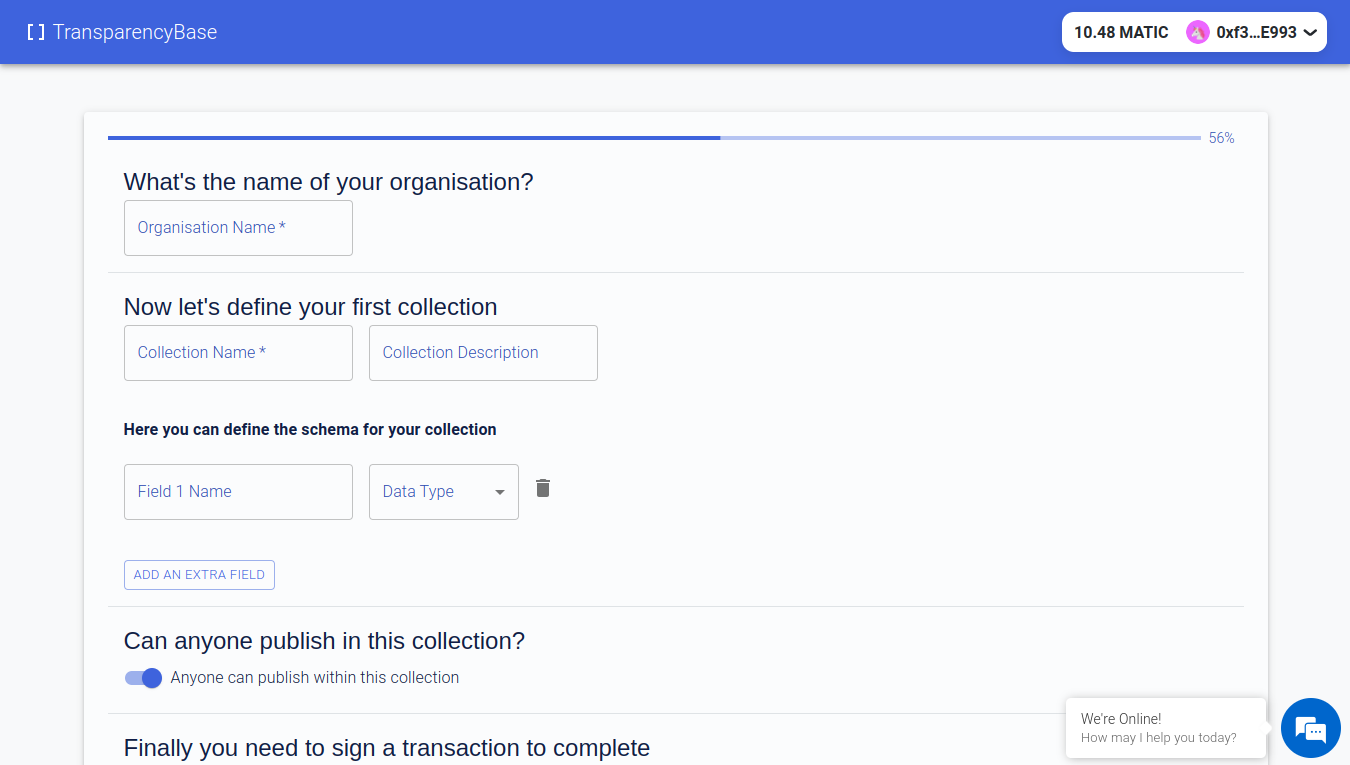 [ ] TransparencyBase
10.48 MATIC 0xf3...E993
56%
What's the name of your organisation?
Organisation Name *
Now let's define your first collection
Collection Name * Collection Description
Here you can define the schema for your collection
Field 1 Name Data Type
ADD AN EXTRA FIELD
Can anyone publish in this collection?
Anyone can publish within this collection
We're Online!
How may I help you today?
Finally you need to sign a transaction to complete